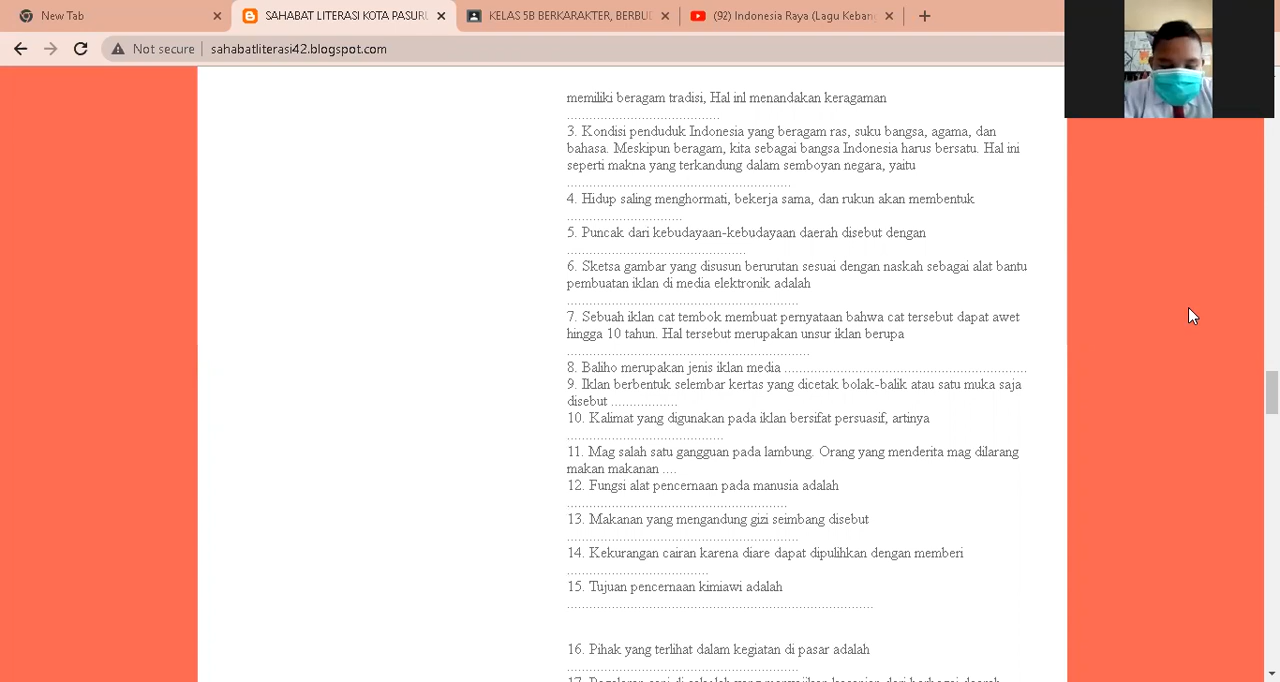 New Tab
SAHABAT LITERASI KOTA PASURU
KELAS 5B BERKARAKTER, BERBUD
(92) Indonesia Raya (Lagu Kebang
Not secure
sahabatliterasi42.blogspot.com
memiliki beragam tradisi, Hal inl menandakan keragaman
........................................
3. Kondisi penduduk Indonesia yang beragam ras, suku bangsa, agama, dan
bahasa. Meskipun beragam, kita sebagai bangsa Indonesia harus bersatu. Hal ini
seperti makna yang terkandung dalam semboyan negara, yaitu
...........................................................
4. Hidup saling menghormati, bekerja sama, dan rukun akan membentuk
..............................
5. Puncak dari kebudayaan-kebudayaan daerah disebut dengan
...............................................
6. Sketsa gambar yang disusun berurutan sesuai dengan naskah sebagai alat bantu
pembuatan iklan di media elektronik adalah
.............................................................
7. Sebuah iklan cat tembok membuat pernyataan bahwa cat tersebut dapat awet
hingga 10 tahun. Hal tersebut merupakan unsur iklan berupa
................................................................
8. Baliho merupakan jenis iklan media ................................................................
9. Iklan berbentuk selembar kertas yang dicetak bolak-balik atau satu muka saja
disebut ..................
10. Kalimat yang digunakan pada iklan bersifat persuasif, artinya
.........................................
11. Mag salah satu gangguan pada lambung. Orang yang menderita mag dilarang
makan makanan ....
12. Fungsi alat pencernaan pada manusia adalah
..........................................................
13. Makanan yang mengandung gizi seimbang disebut
.............................................................
14. Kekurangan cairan karena diare dapat dipulihkan dengan memberi
.....................................
15. Tujuan pencernaan kimiawi adalah
.................................................................................
16. Pihak yang terlihat dalam kegiatan di pasar adalah
.............................................................